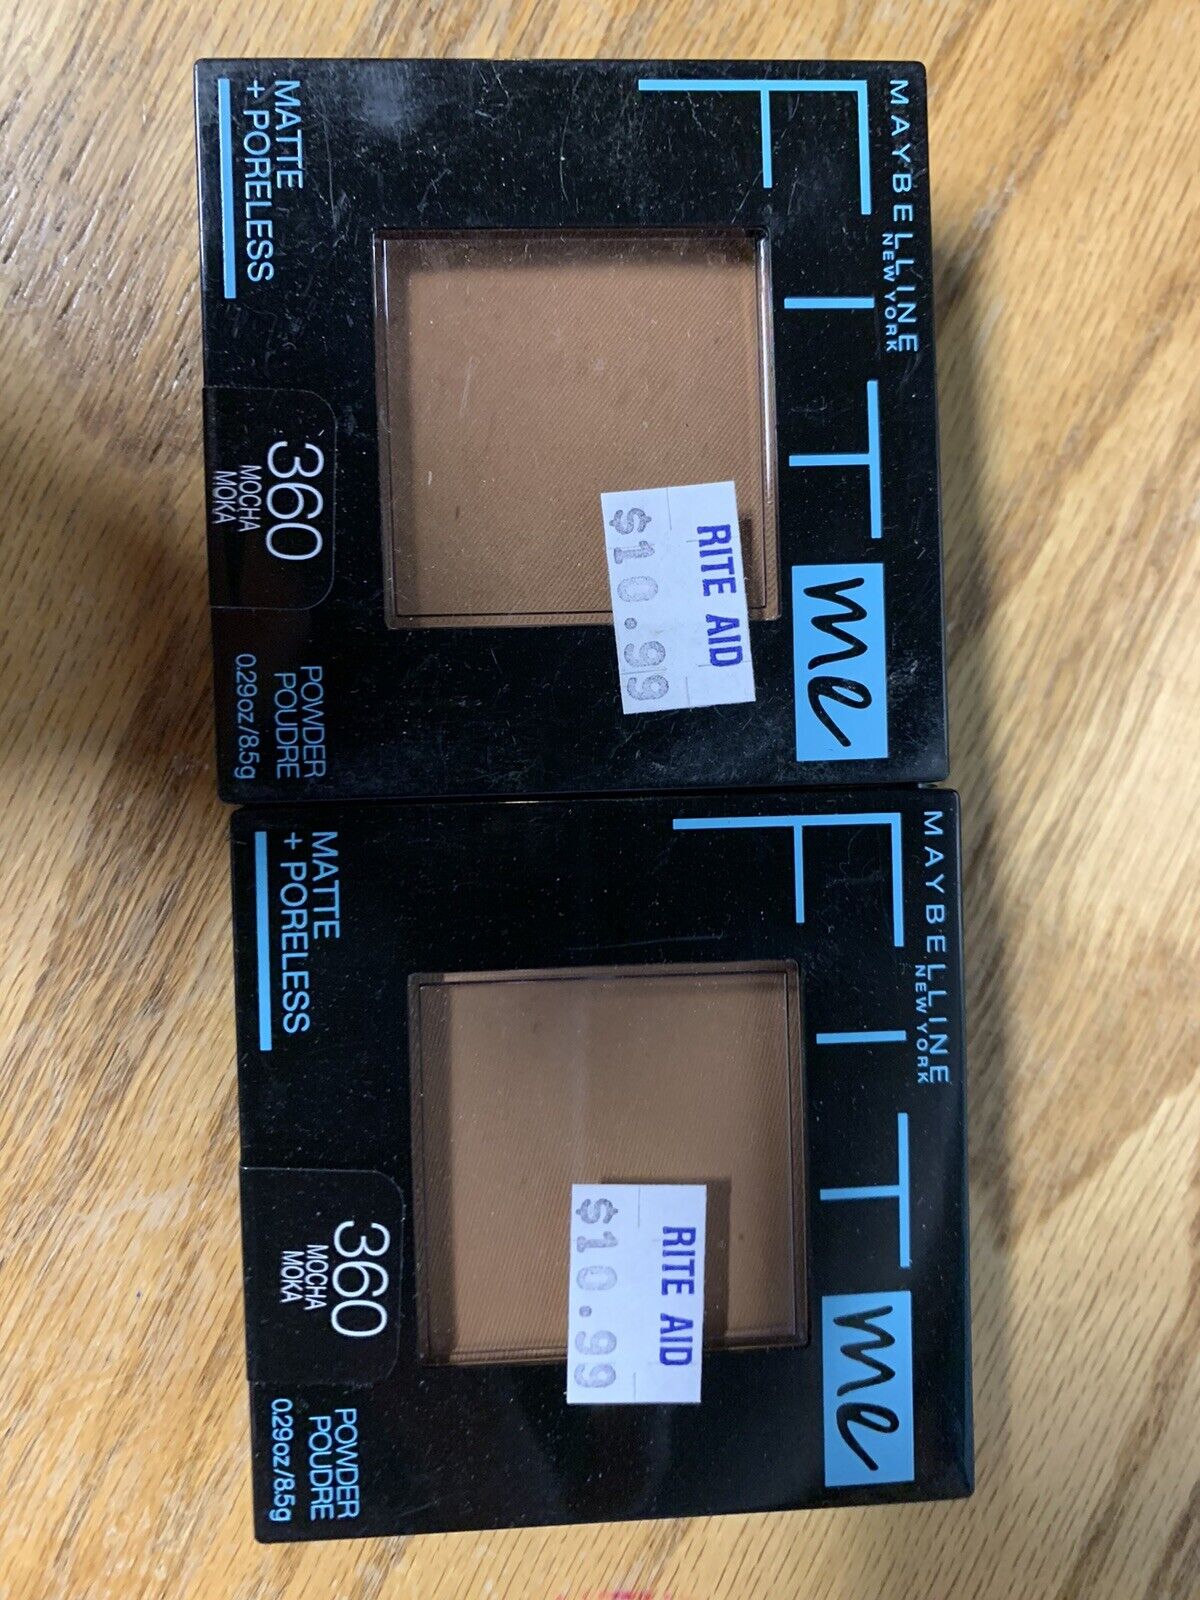 MAYBELLINE
NEW YORK
FIT
me
RITE AID
$10.99
360
MOCHA
MOKA
MATTE
+ PORELESS
POWDER
POUDRE
0.29oz/8.5g
MAYBELLINE
NEW YORK
FIT
me
RITE AID
$10.99
360
MOCHA
MOKA
MATTE
+ PORELESS
POWDER
POUDRE
0.29oz/8.5g